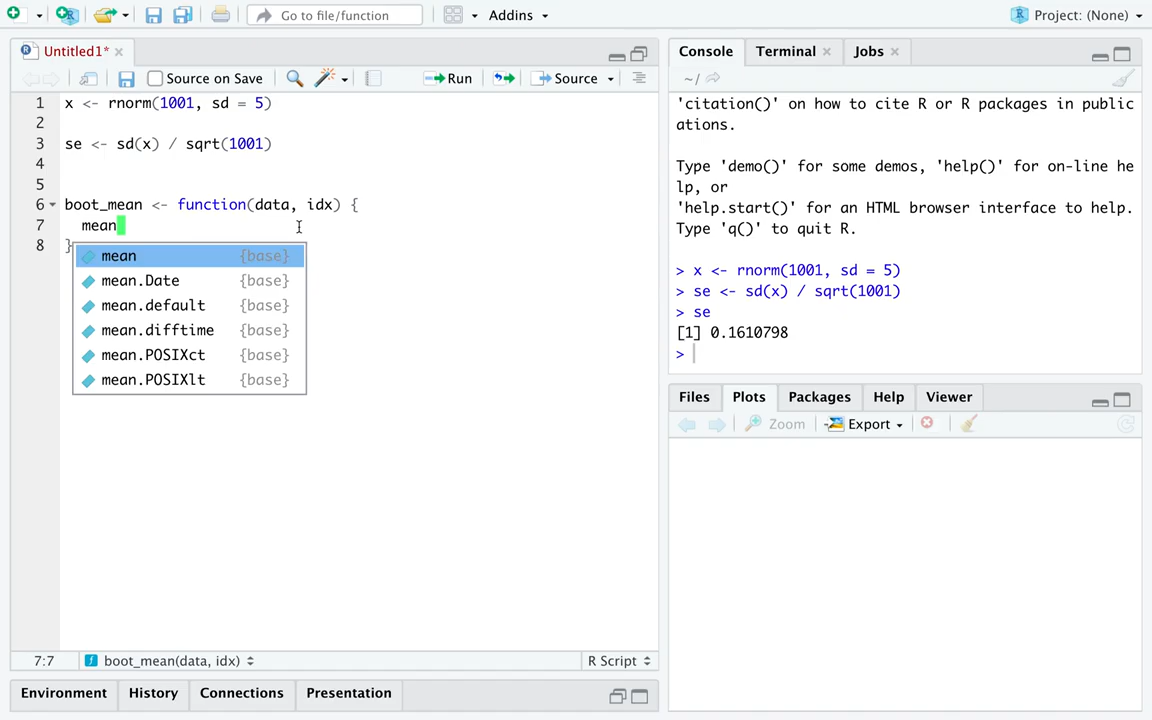 Go to file/function Addins Project: (None)
Untitled1* Console Terminal Jobs
Source on Save Run Source ~/
1 x <- rnorm(1001, sd = 5)
2
3 se <- sd(x) / sqrt(1001)
4
5
6 boot_mean <- function(data, idx) {
7 mean
8 }
mean {base}
mean.Date {base}
mean.default {base}
mean.difftime {base}
mean.POSIXct {base}
mean.POSIXlt {base}
7:7 boot_mean(data, idx) R Script
Environment History Connections Presentation
'citation()' on how to cite R or R packages in public
ations.
Type 'demo()' for some demos, 'help()' for on-line he
lp, or
'help.start()' for an HTML browser interface to help.
Type 'q()' to quit R.
> x <- rnorm(1001, sd = 5)
> se <- sd(x) / sqrt(1001)
> se
[1] 0.1610798
>
Files Plots Packages Help Viewer
Zoom Export